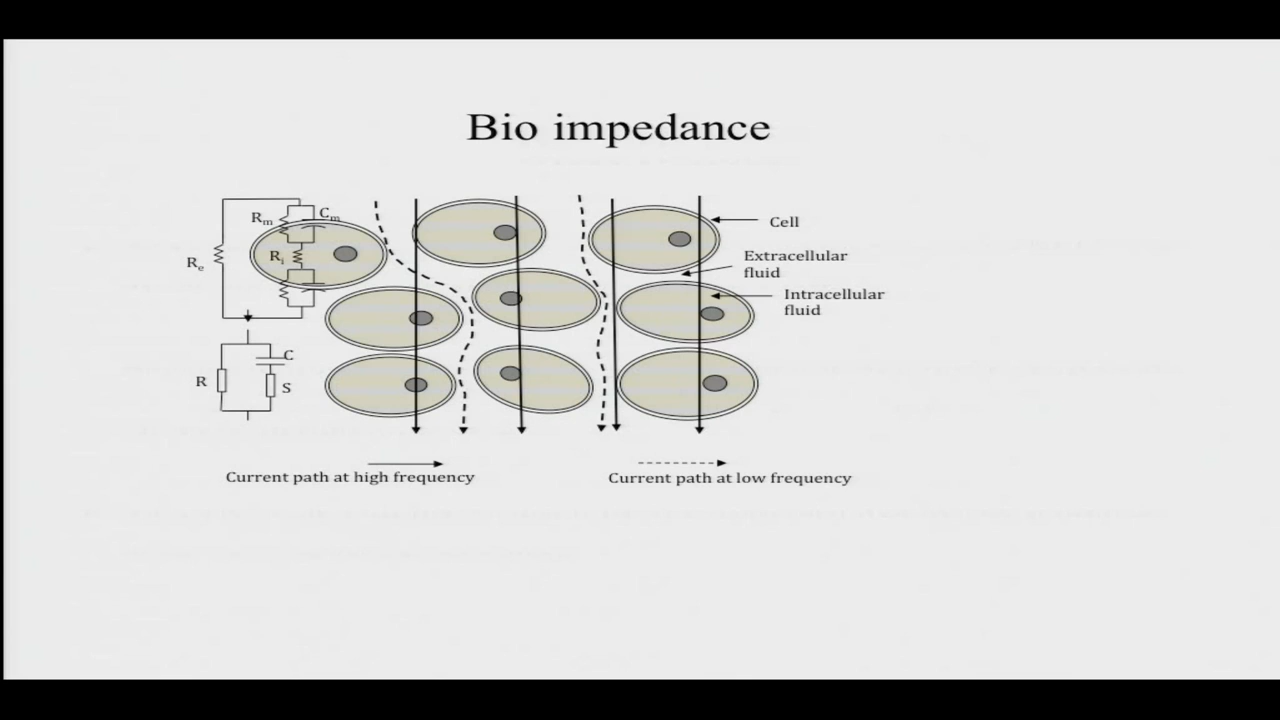 Bio impedance
Rm
Cm
Re
Ri
Cell
Extracellular
fluid
Intracellular
fluid
C
R
S
Current path at high frequency
Current path at low frequency